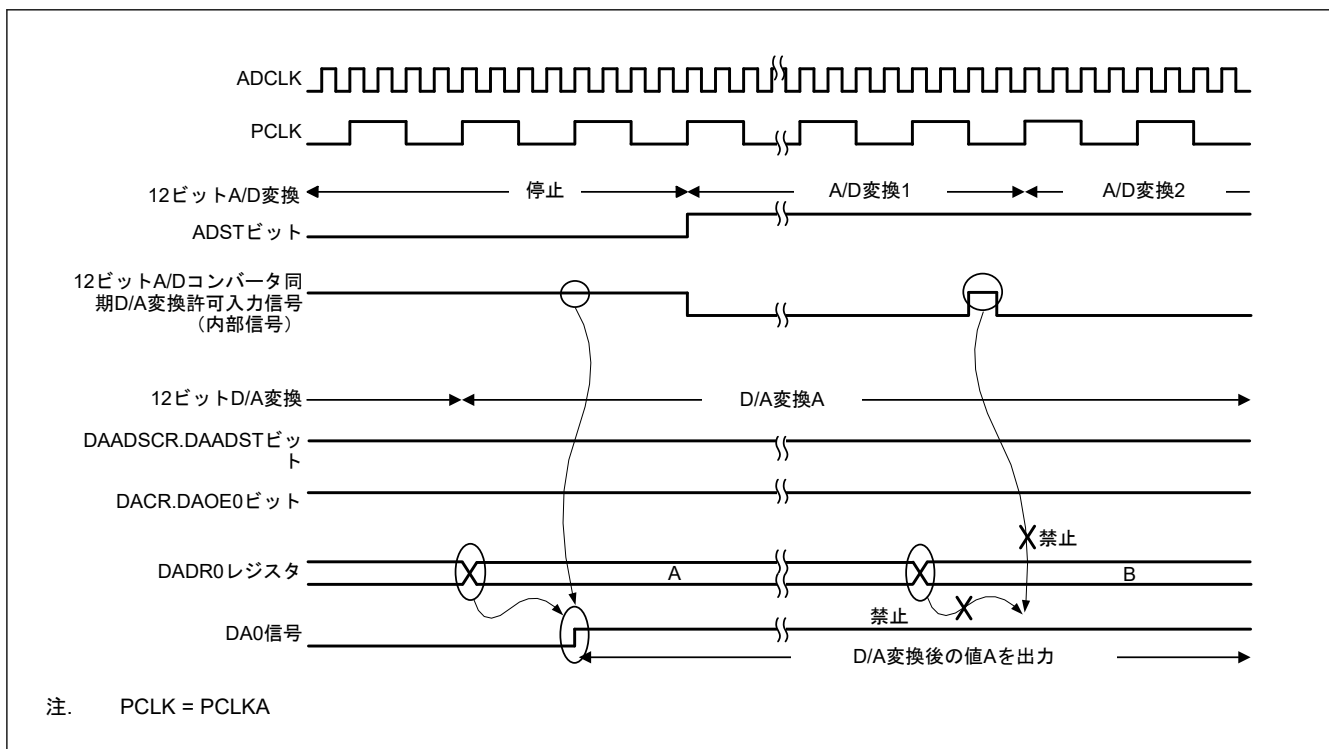 ADCLK
PCLK
12ビットA/D変換
停止
A/D変換1
A/D変換2
ADSTビット
12ビットA/Dコンバータ同
期D/A変換許可入力信号
（内部信号）
12ビットD/A変換
D/A変換A
DAADSCR.DAADSTビッ
ト
DACR.DAOE0ビット
禁止
DADR0レジスタ
A
B
禁止
DA0信号
D/A変換後の値Aを出力
注. PCLK = PCLKA